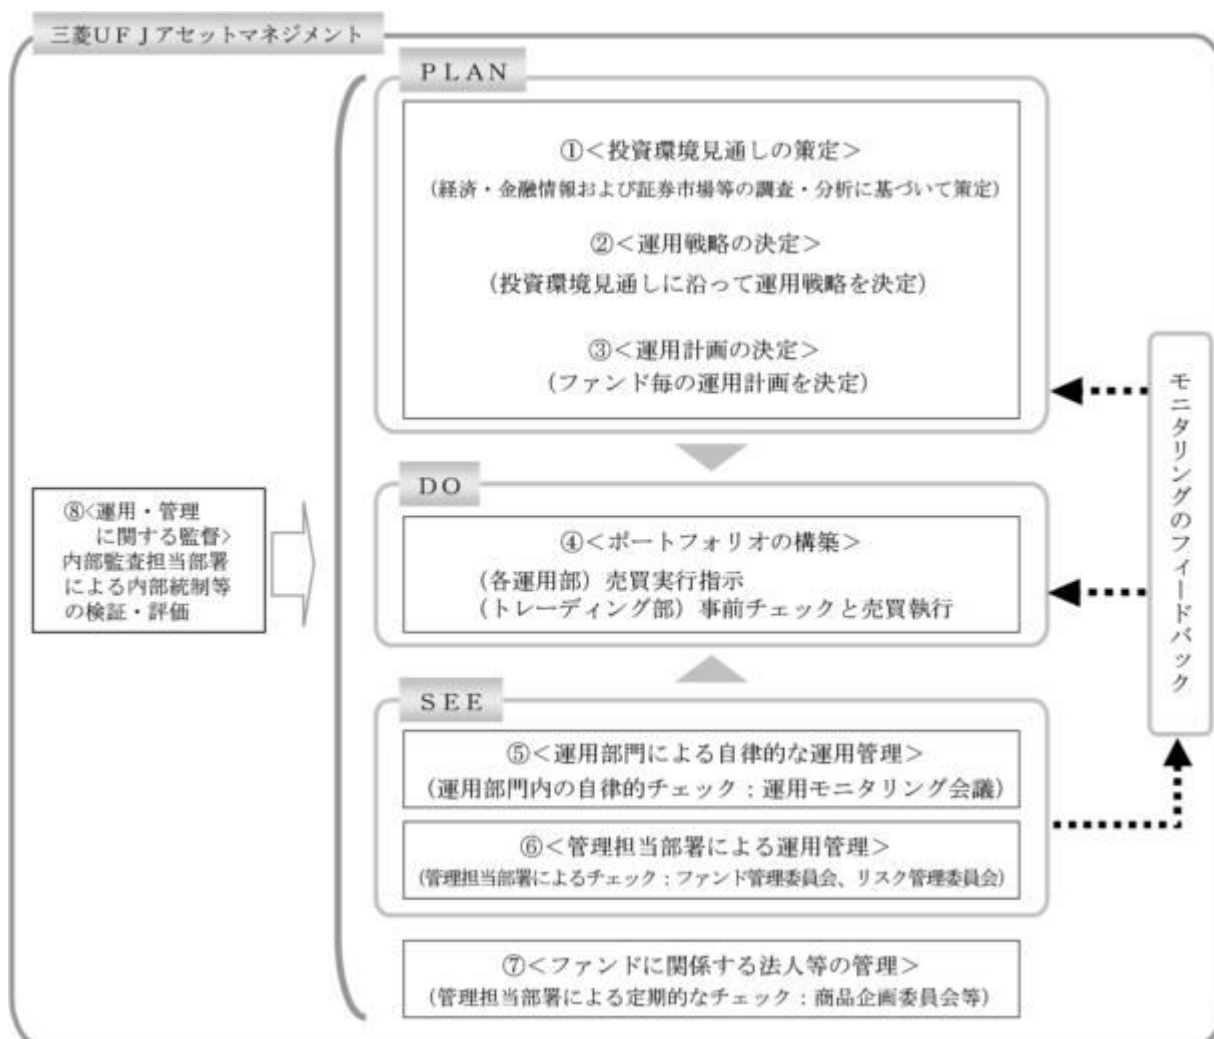 三菱UFJアセットマネジメント
PLAN
①＜投資環境見通しの策定＞
(経済・金融情報および証券市場等の調査・分析に基づいて策定)
②＜運用戦略の決定＞
(投資環境見通しに沿って運用戦略を決定)
③＜運用計画の決定＞
(ファンド毎の運用計画を決定)
DO
④＜ポートフォリオの構築＞
(各運用部）売買実行指示
(トレーディング部）事前チェックと売買執行
SEE
⑤＜運用部門による自律的な運用管理＞
(運用部門内の自律的チェック：運用モニタリング会議)
⑥＜管理担当部署による運用管理＞
(管理担当部署によるチェック：ファンド管理委員会、リスク管理委員会)
⑦＜ファンドに関係する法人等の管理＞
(管理担当部署による定期的なチェック：商品企画委員会等)
⑧＜運用・管理
に関する監督＞
内部監査担当部署
による内部統制等
の検証・評価
モニタリングのフィードバック